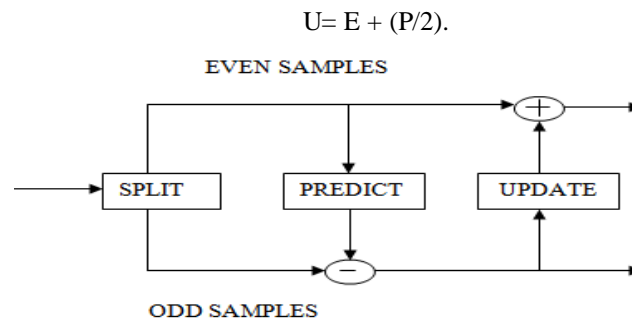 U= E + (P/2).
EVEN SAMPLES
+
SPLIT PREDICT UPDATE
-
ODD SAMPLES